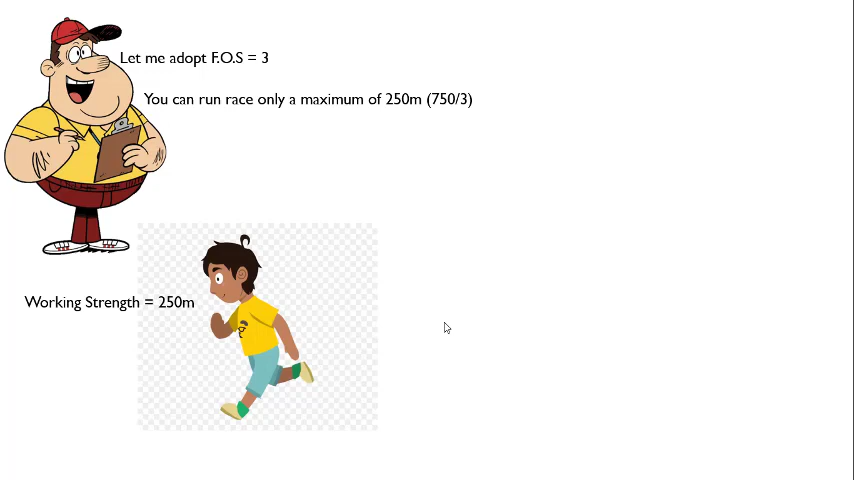 Let me adopt F.O.S = 3
You can run race only a maximum of 250m (750/3)
Working Strength = 250m